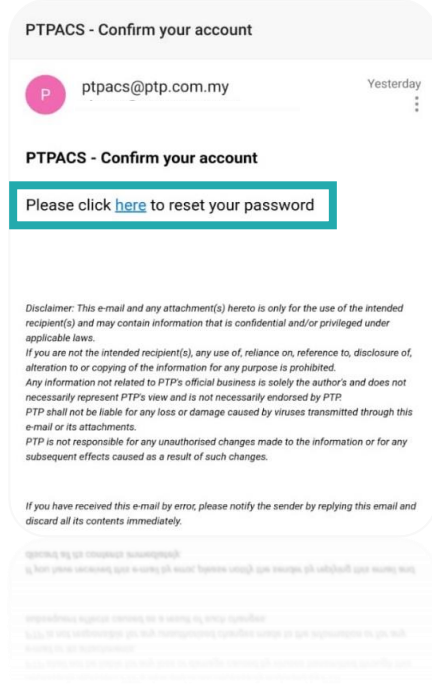 PTPACS - Confirm your account
P
ptpacs@ptp.com.my
Yesterday
PTPACS - Confirm your account
Please click here to reset your password
Disclaimer: This e-mail and any attachment(s) hereto is only for the use of the intended
recipient(s) and may contain information that is confidential and/or privileged under
applicable laws.
If you are not the intended recipient(s), any use of, reliance on, reference to, disclosure of,
alteration to or copying of the information for any purpose is prohibited.
Any information not related to PTP's official business is solely the author's and does not
necessarily represent PTP's view and is not necessarily endorsed by PTP.
PTP shall not be liable for any loss or damage caused by viruses transmitted through this
e-mail or its attachments.
PTP is not responsible for any unauthorised changes made to the information or for any
subsequent effects caused as a result of such changes.
If you have received this e-mail by error, please notify the sender by replying this email and
discard all its contents immediately.